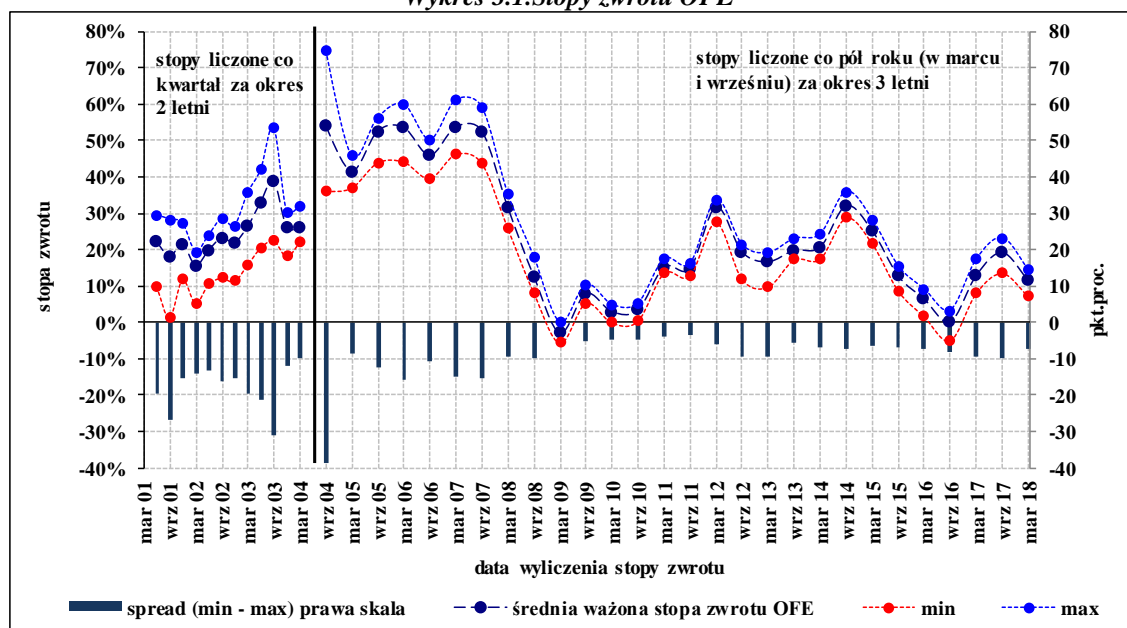 Wykres 3.1.Stopy zwrotu OFE
stopy liczone co
kwartał za okres
2 letni
stopy liczone co pół roku (w marcu
i wrześniu) za okres 3 letni
80%
70%
60%
50%
40%
30%
20%
10%
0%
-10%
-20%
-30%
-40%
stopa zwrotu
80
70
60
50
40
30
20
10
0
-10
-20
-30
-40
pkt.proc.
mar 01
wrz 01
mar 02
wrz 02
mar 03
wrz 03
mar 04
wrz 04
mar 05
wrz 05
mar 06
wrz 06
mar 07
wrz 07
mar 08
wrz 08
mar 09
wrz 09
mar 10
wrz 10
mar 11
wrz 11
mar 12
wrz 12
mar 13
wrz 13
mar 14
wrz 14
mar 15
wrz 15
mar 16
wrz 16
mar 17
wrz 17
mar 18
data wyliczenia stopy zwrotu
spread (min - max) prawa skala
średnia ważona stopa zwrotu OFE
min
max